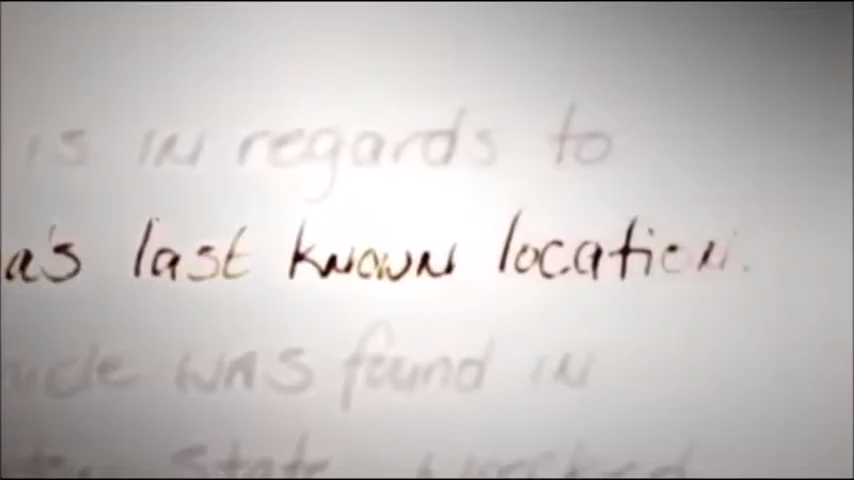 is in regards to
a's last known location.
was found in
State